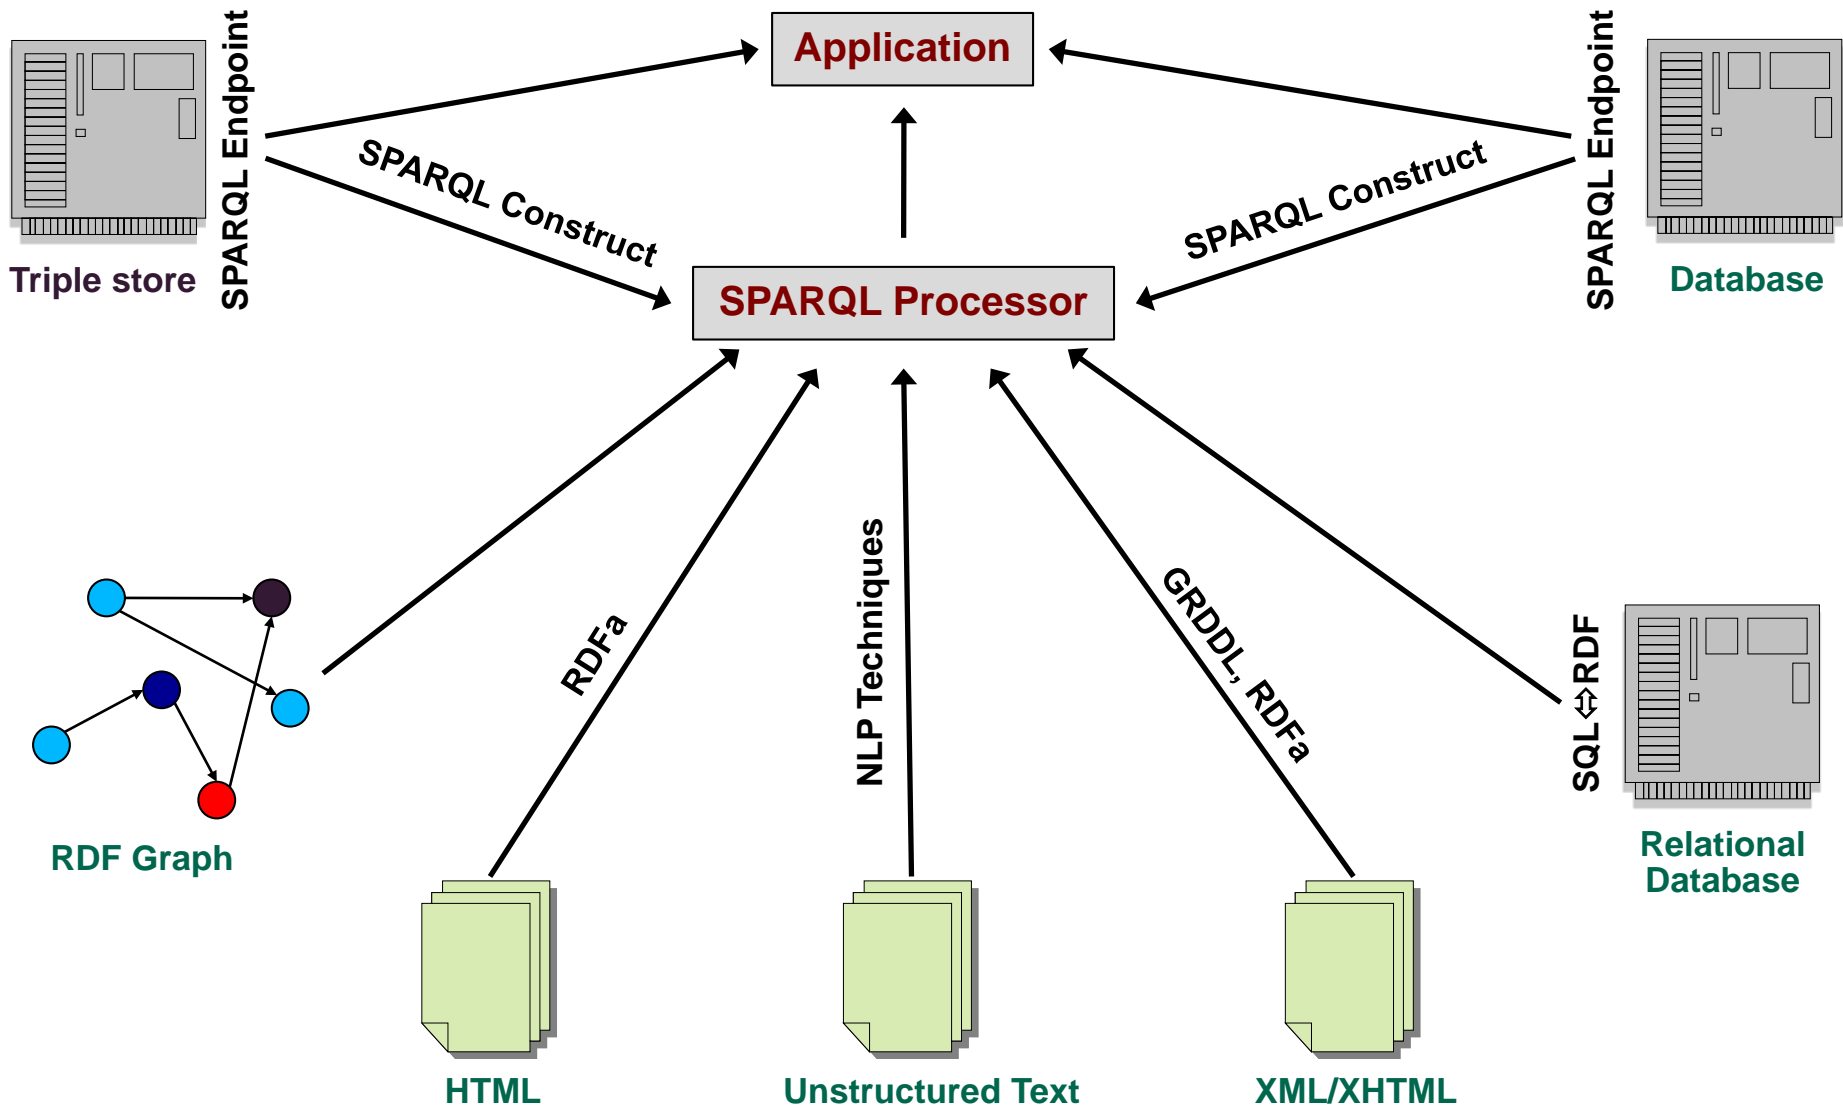 Application
SPARQL Endpoint
SPARQL Endpoint
SPARQL Construct
SPARQL Construct
Triple store
SPARQL Processor
Database
RDFa
NLP Techniques
GRDDL, RDFa
SQL⇔RDF
RDF Graph
Relational
Database
HTML
Unstructured Text
XML/XHTML